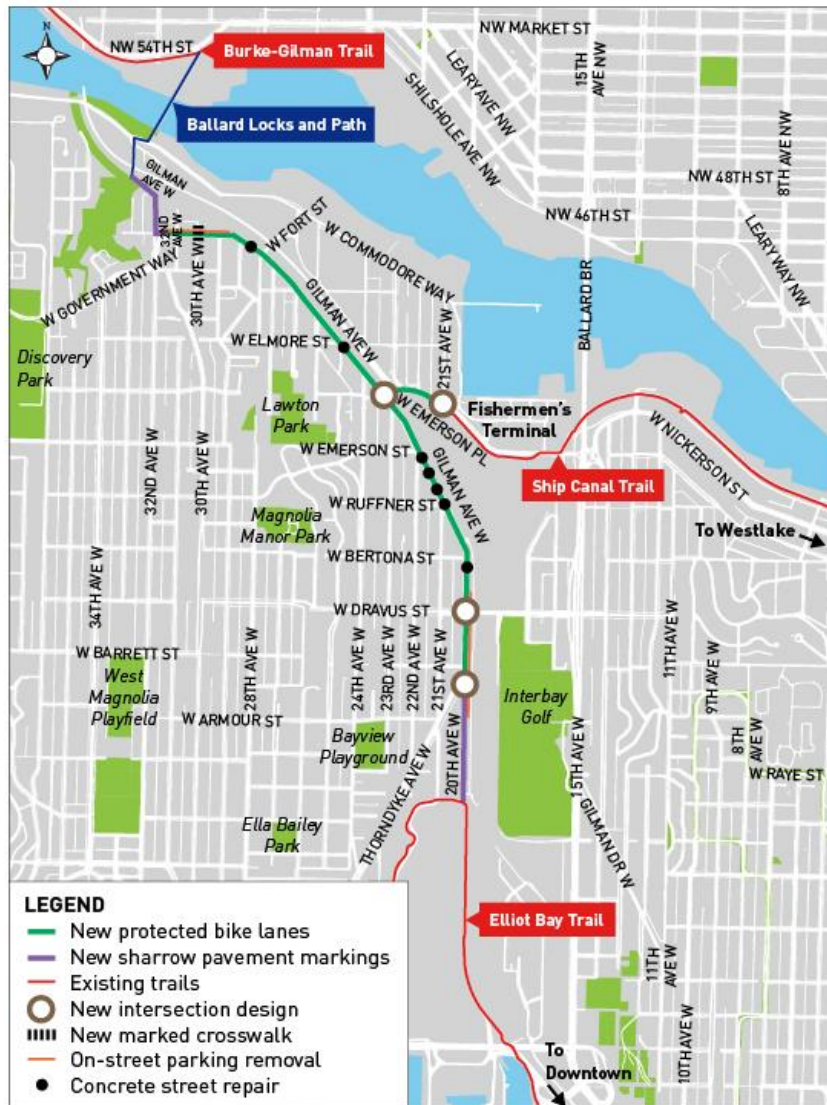 N
NW 54TH ST
Burke-Gilman Trail
NW MARKET ST
LEARY AVE NW
15TH
AVE NW
SHILSHOLE AVE NW
8TH AVE NW
Ballard Locks and Path
GILMAN
AVE W
NW 48TH ST
NW 46TH ST
LEARY WAY NW
32ND
AVE W
W FORT ST
W COMMODORE WAY
W GOVERNMENT WAY
30TH AVE W
GILMAN AVE W
BALLARD BR
21ST AVE W
W ELMORE ST
Discovery
Park
Lawton
Park
W EMERSON PL
Fishermen's
Terminal
W NICKERSON ST
W EMERSON ST
GILMAN AVE W
Ship Canal Trail
32ND AVE W
30TH AVE W
W RUFFNER ST
Magnolia
Manor Park
To Westlake
W BERTONA ST
34TH AVE W
W DRAVUS ST
11TH AVE W
9TH AVE W
W BARRETT ST
West
Magnolia
Playfield
28TH AVE W
24TH AVE W
23RD AVE W
22ND AVE W
21ST AVE W
Interbay
Golf
W ARMOUR ST
Bayview
Playground
20TH AVE W
15TH AVE W
8TH
AVE W
W RAYE ST
THORNDYKE AVE W
GILMAN DR W
Ella Bailey
Park
LEGEND
New protected bike lanes
New sharrow pavement markings
Existing trails
New intersection design
New marked crosswalk
On-street parking removal
Concrete street repair
Elliot Bay Trail
11TH
AVE W
10TH AVE W
To
Downtown